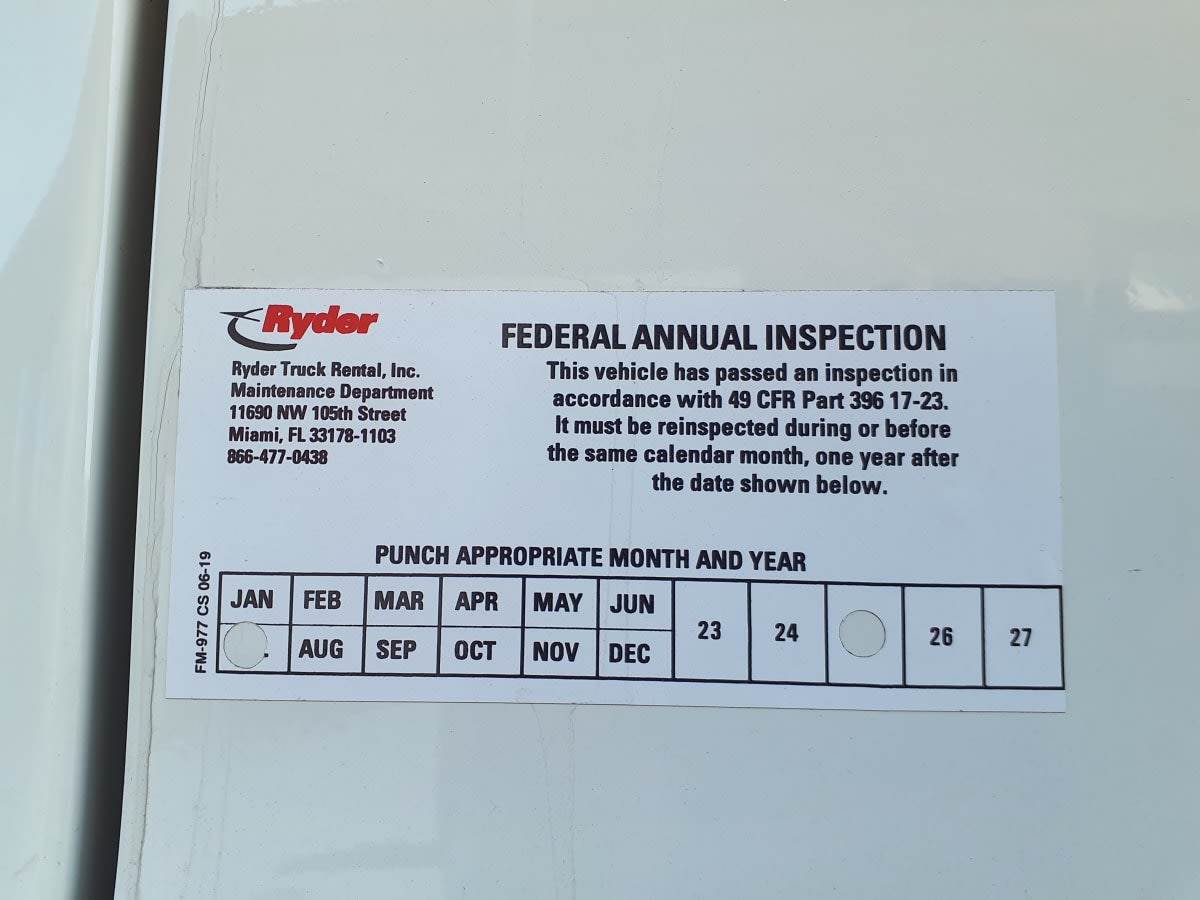 Ryder
Ryder Truck Rental, Inc.
Maintenance Department
11690 NW 105th Street
Miami, FL 33178-1103
866-477-0438
FEDERAL ANNUAL INSPECTION
This vehicle has passed an inspection in
accordance with 49 CFR Part 396 17-23.
It must be reinspected during or before
the same calendar month, one year after
the date shown below.
PUNCH APPROPRIATE MONTH AND YEAR
FM-977 CS 06-19
JAN FEB MAR APR MAY JUN
AUG SEP OCT NOV DEC
23 24 26 27